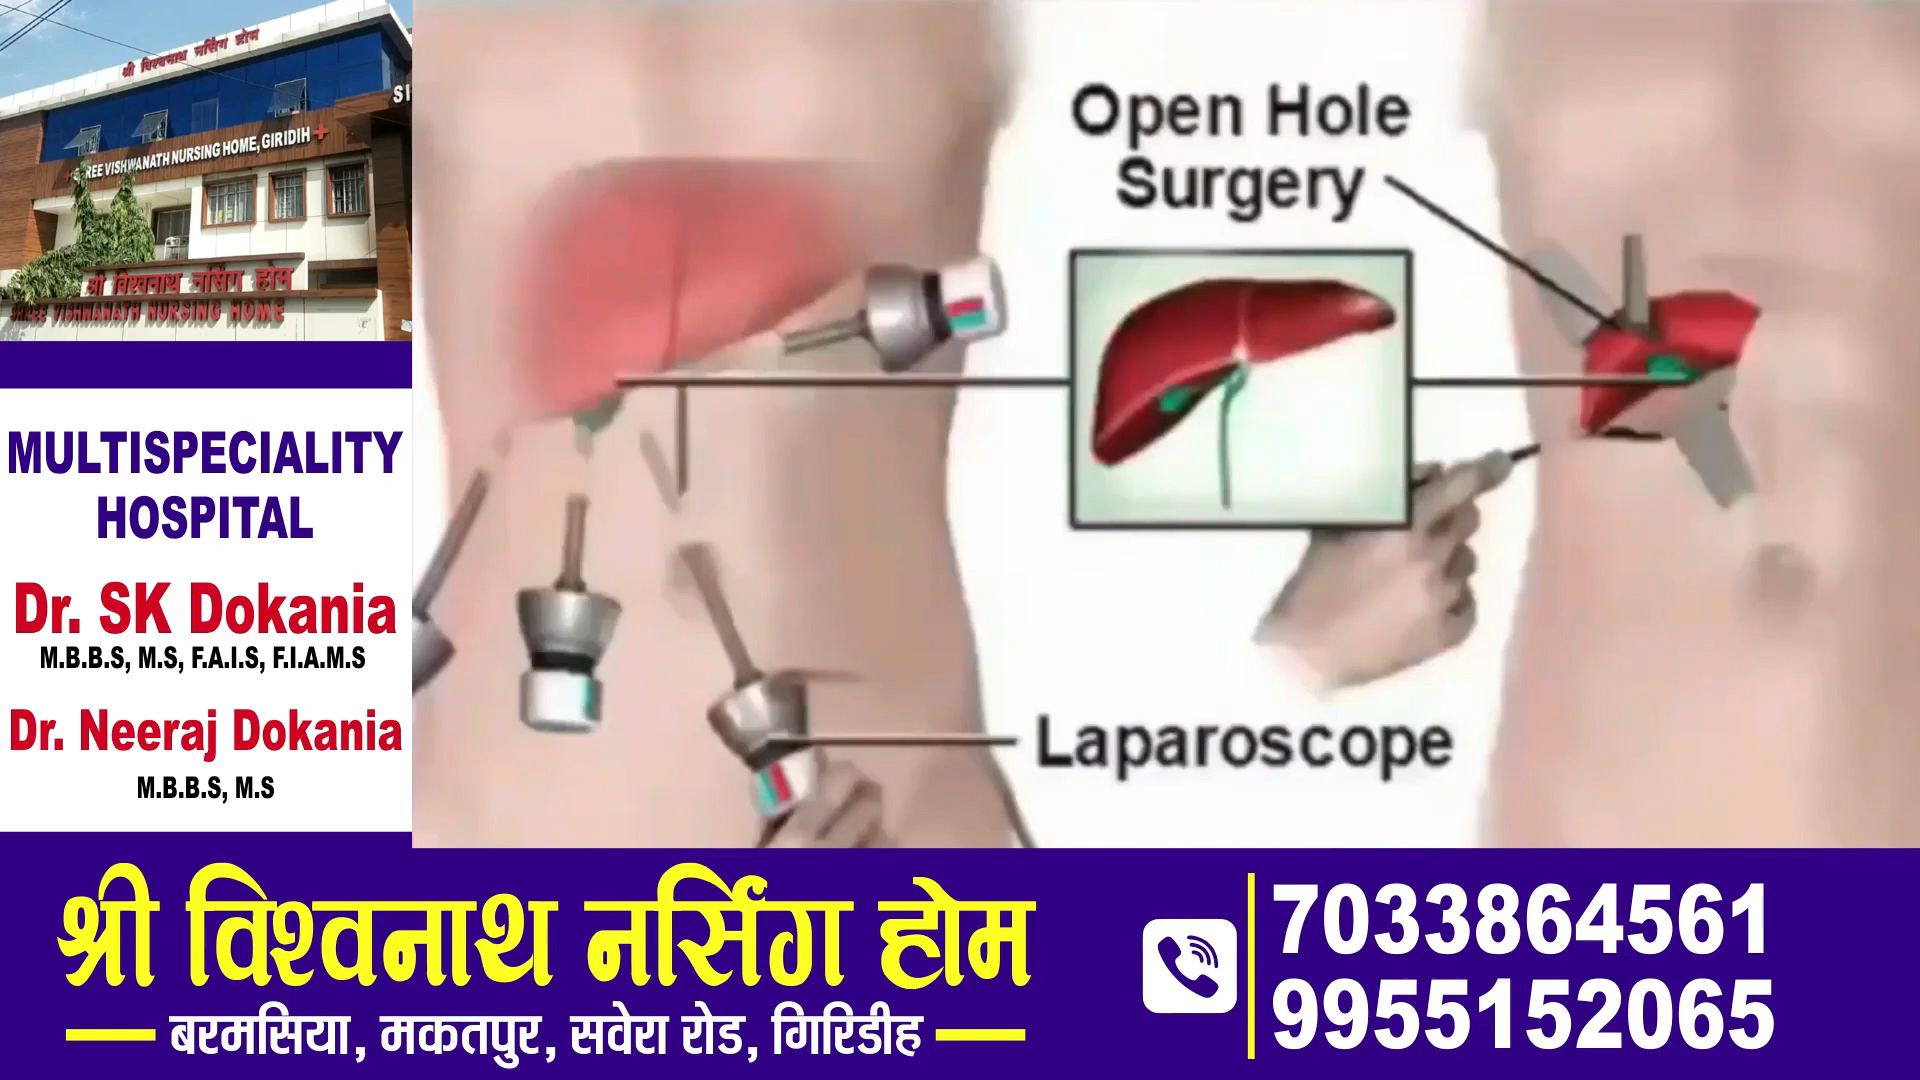 श्री विश्वनाथ नर्सिंग होम
SHREE VISHWANATH NURSING HOME, GIRIDIH
श्री विश्वनाथ नर्सिंग होम
SHREE VISHWANATH NURSING HOME
MULTISPECIALITY
HOSPITAL
Dr. SK Dokania
M.B.B.S, M.S, F.A.I.S, F.I.A.M.S
Dr. Neeraj Dokania
M.B.B.S, M.S
Open Hole
Surgery
Laparoscope
श्री विश्वनाथ नर्सिंग होम
बरमसिया, मकतपुर, सवेरा रोड, गिरिडीह
7033864561
9955152065